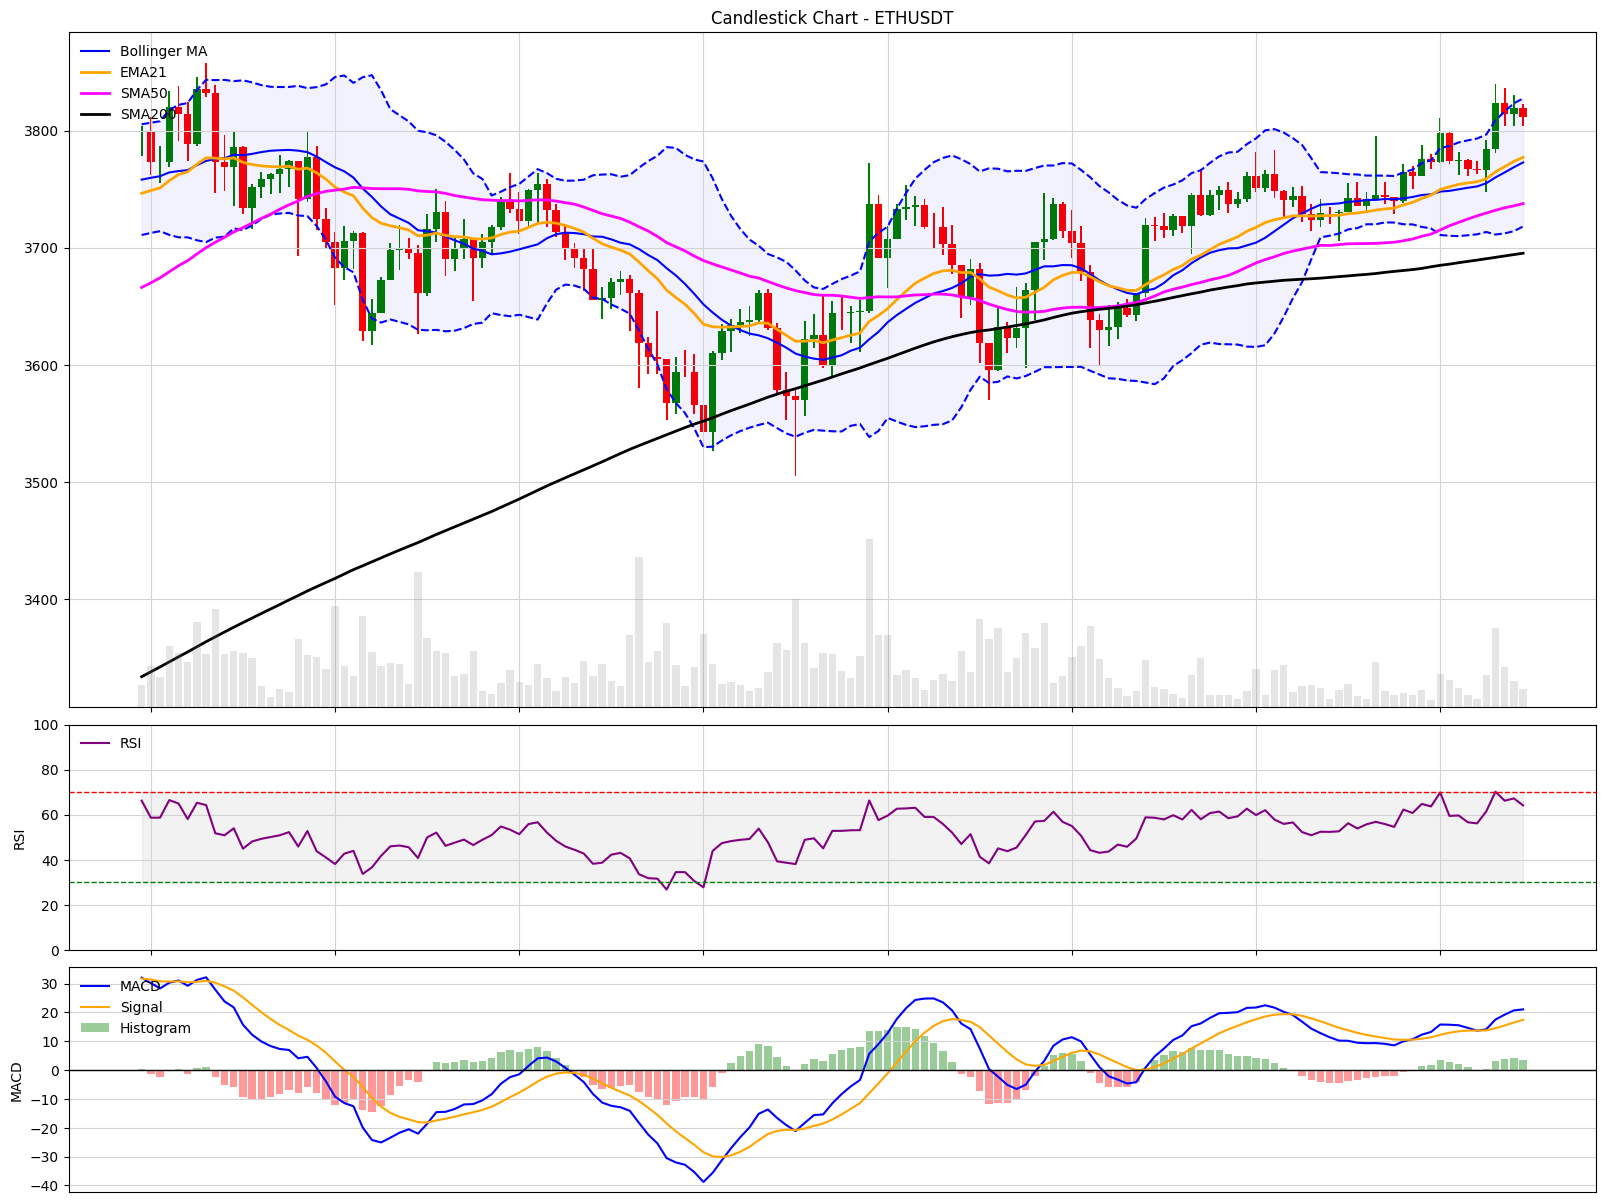 Candlestick Chart - ETHUSDT
Bollinger MA
EMA21
SMA50
SMA200
3800
3700
3600
3500
3400
100
80
60
40
20
0
RSI
RSI
30
20
10
0
−10
−20
−30
−40
MACD
MACD
Signal
Histogram